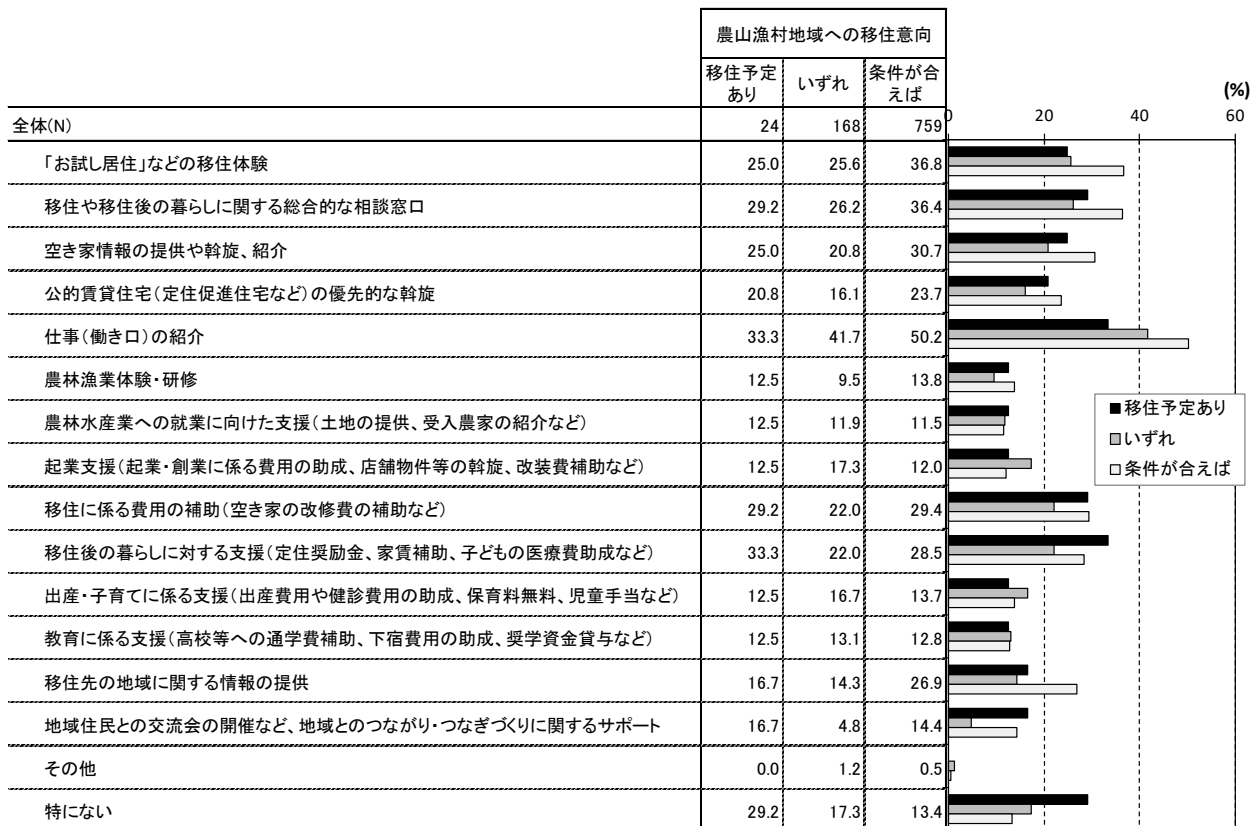 農山漁村地域への移住意向
移住予定あり いずれ 条件が合えば
(%)
0 20 40 60
全体(N) 24 168 759
「お試し居住」などの移住体験 25.0 25.6 36.8
移住や移住後の暮らしに関する総合的な相談窓口 29.2 26.2 36.4
空き家情報の提供や斡旋、紹介 25.0 20.8 30.7
公的賃貸住宅(定住促進住宅など)の優先的な斡旋 20.8 16.1 23.7
仕事(働き口)の紹介 33.3 41.7 50.2
農林漁業体験・研修 12.5 9.5 13.8
農林水産業への就業に向けた支援(土地の提供、受入農家の紹介など) 12.5 11.9 11.5
起業支援(起業・創業に係る費用の助成、店舗物件等の斡旋、改装費補助など) 12.5 17.3 12.0
移住に係る費用の補助(空き家の改修費の補助など) 29.2 22.0 29.4
移住後の暮らしに対する支援(定住奨励金、家賃補助、子どもの医療費助成など) 33.3 22.0 28.5
出産・子育てに係る支援(出産費用や健診費用の助成、保育料無料、児童手当など) 12.5 16.7 13.7
教育に係る支援(高校等への通学費補助、下宿費用の助成、奨学資金貸与など) 12.5 13.1 12.8
移住先の地域に関する情報の提供 16.7 14.3 26.9
地域住民との交流会の開催など、地域とのつながり・つなぎづくりに関するサポート 16.7 4.8 14.4
その他 0.0 1.2 0.5
特にない 29.2 17.3 13.4
移住予定あり
いずれ
条件が合えば